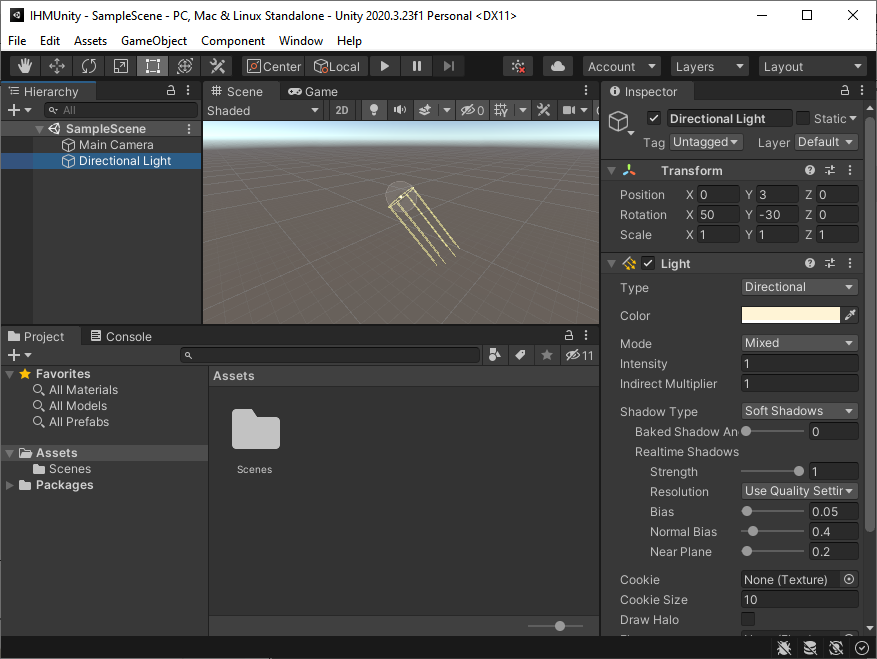 IHMUnity - SampleScene - PC, Mac & Linux Standalone - Unity 2020.3.23f1 Personal <DX11>
File Edit Assets GameObject Component Window Help
Center Local Account Layers Layout
Hierarchy
All
SampleScene
Main Camera
Directional Light
Scene Game
Shaded 2D 0
Inspector
Directional Light Static
Tag Untagged Layer Default
Transform
Position X 0 Y 3 Z 0
Rotation X 50 Y -30 Z 0
Scale X 1 Y 1 Z 1
Light
Type Directional
Color
Mode Mixed
Intensity 1
Indirect Multiplier 1
Shadow Type Soft Shadows
Baked Shadow An 0
Realtime Shadows
Strength 1
Resolution Use Quality Settir
Bias 0.05
Normal Bias 0.4
Near Plane 0.2
Cookie None (Texture)
Cookie Size 10
Draw Halo
Project Console
11
Favorites
All Materials
All Models
All Prefabs
Assets
Scenes
Packages
Assets
Scenes